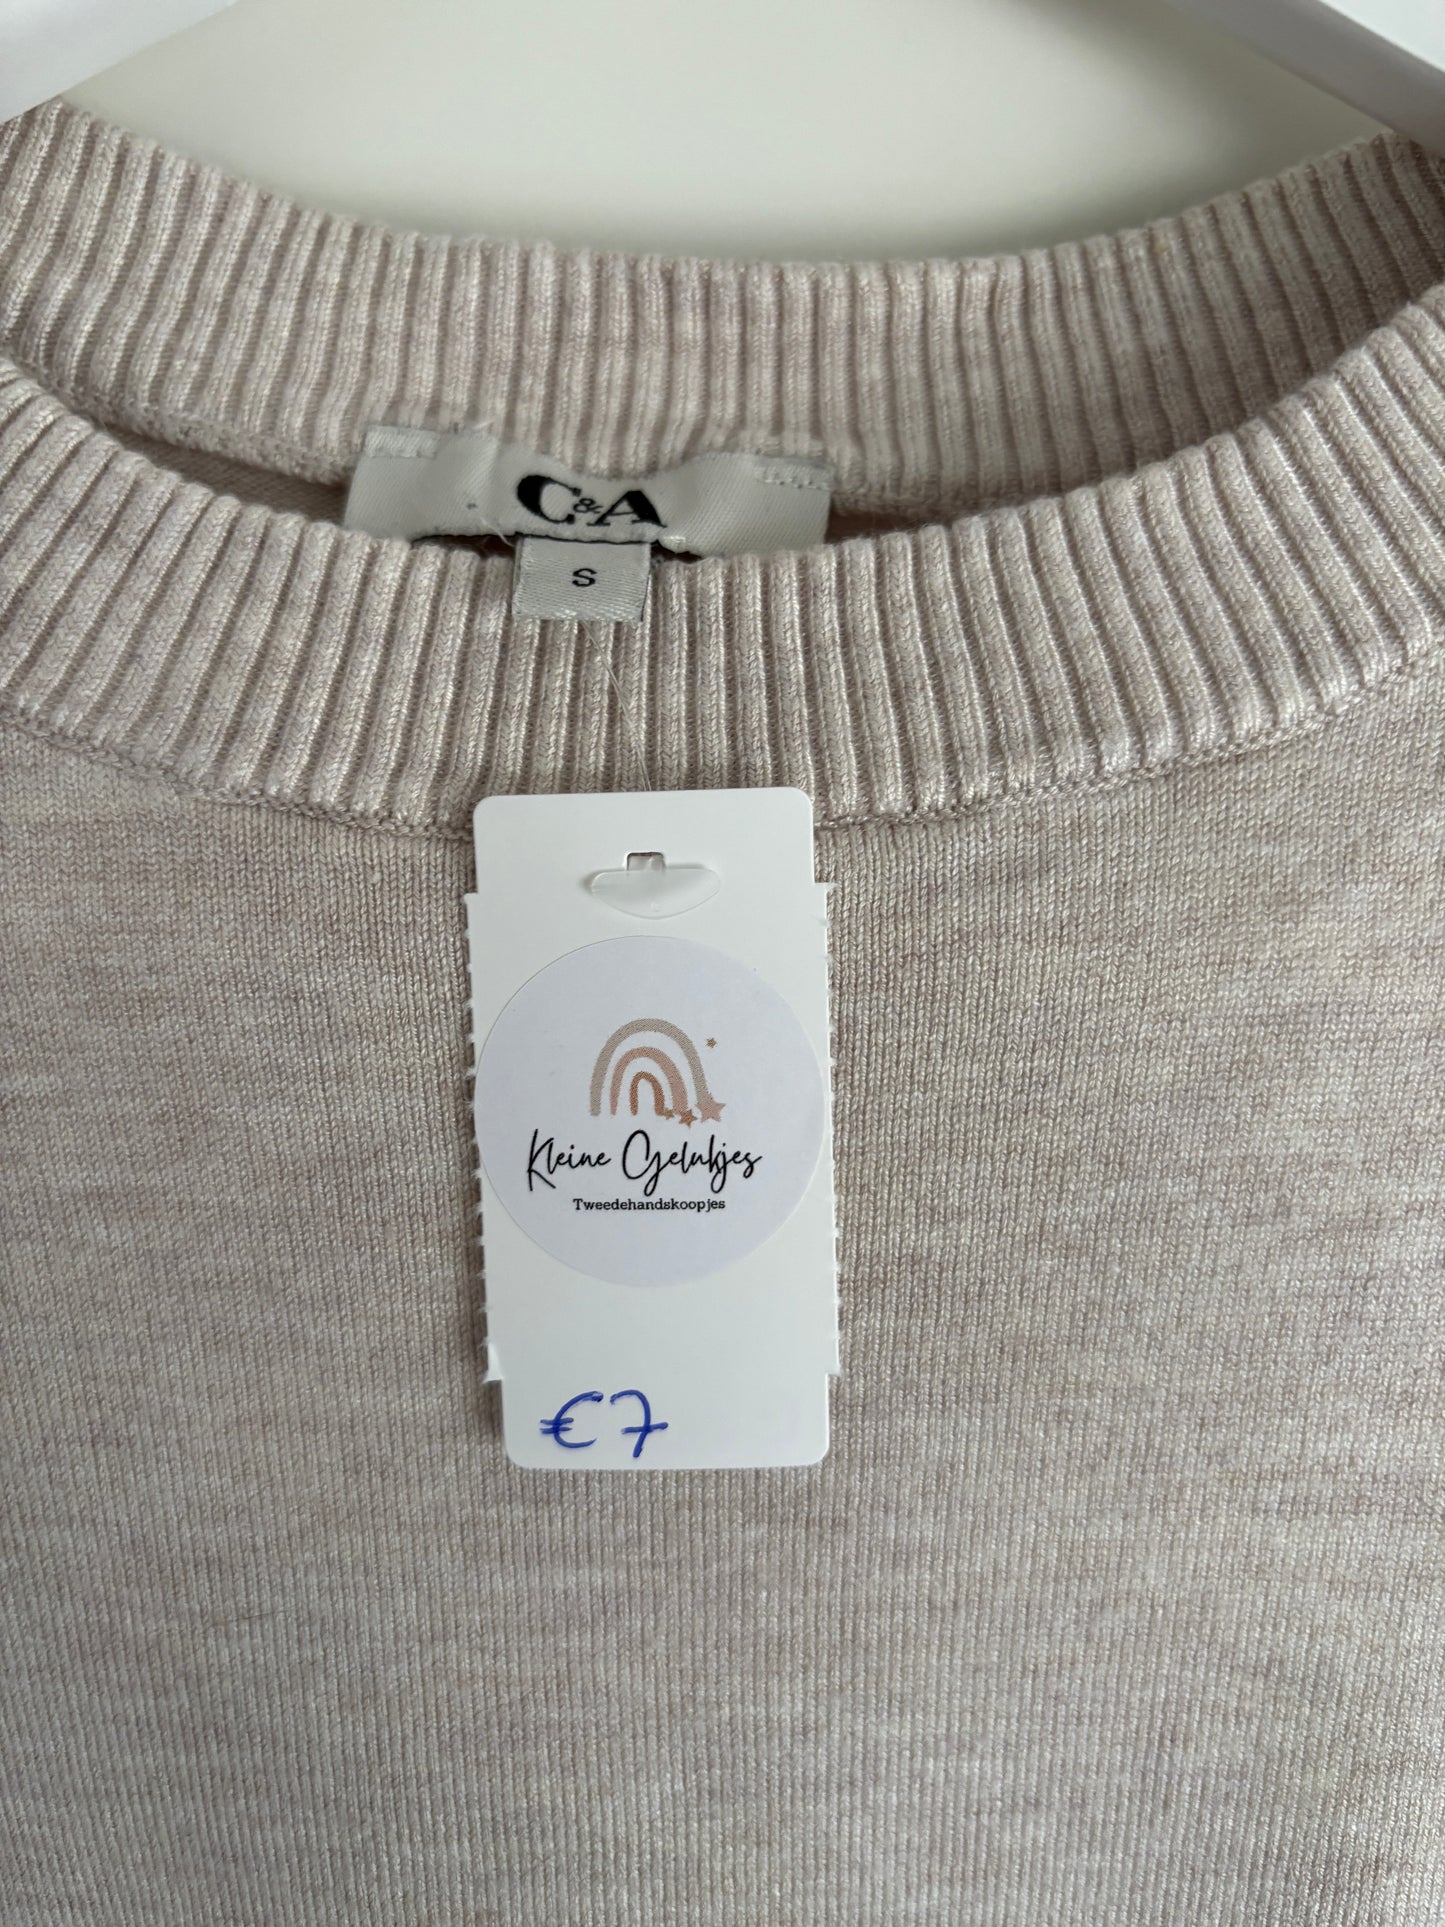 C&A
S
Kleine Gelukjes
Tweedehandskoopjes
€7